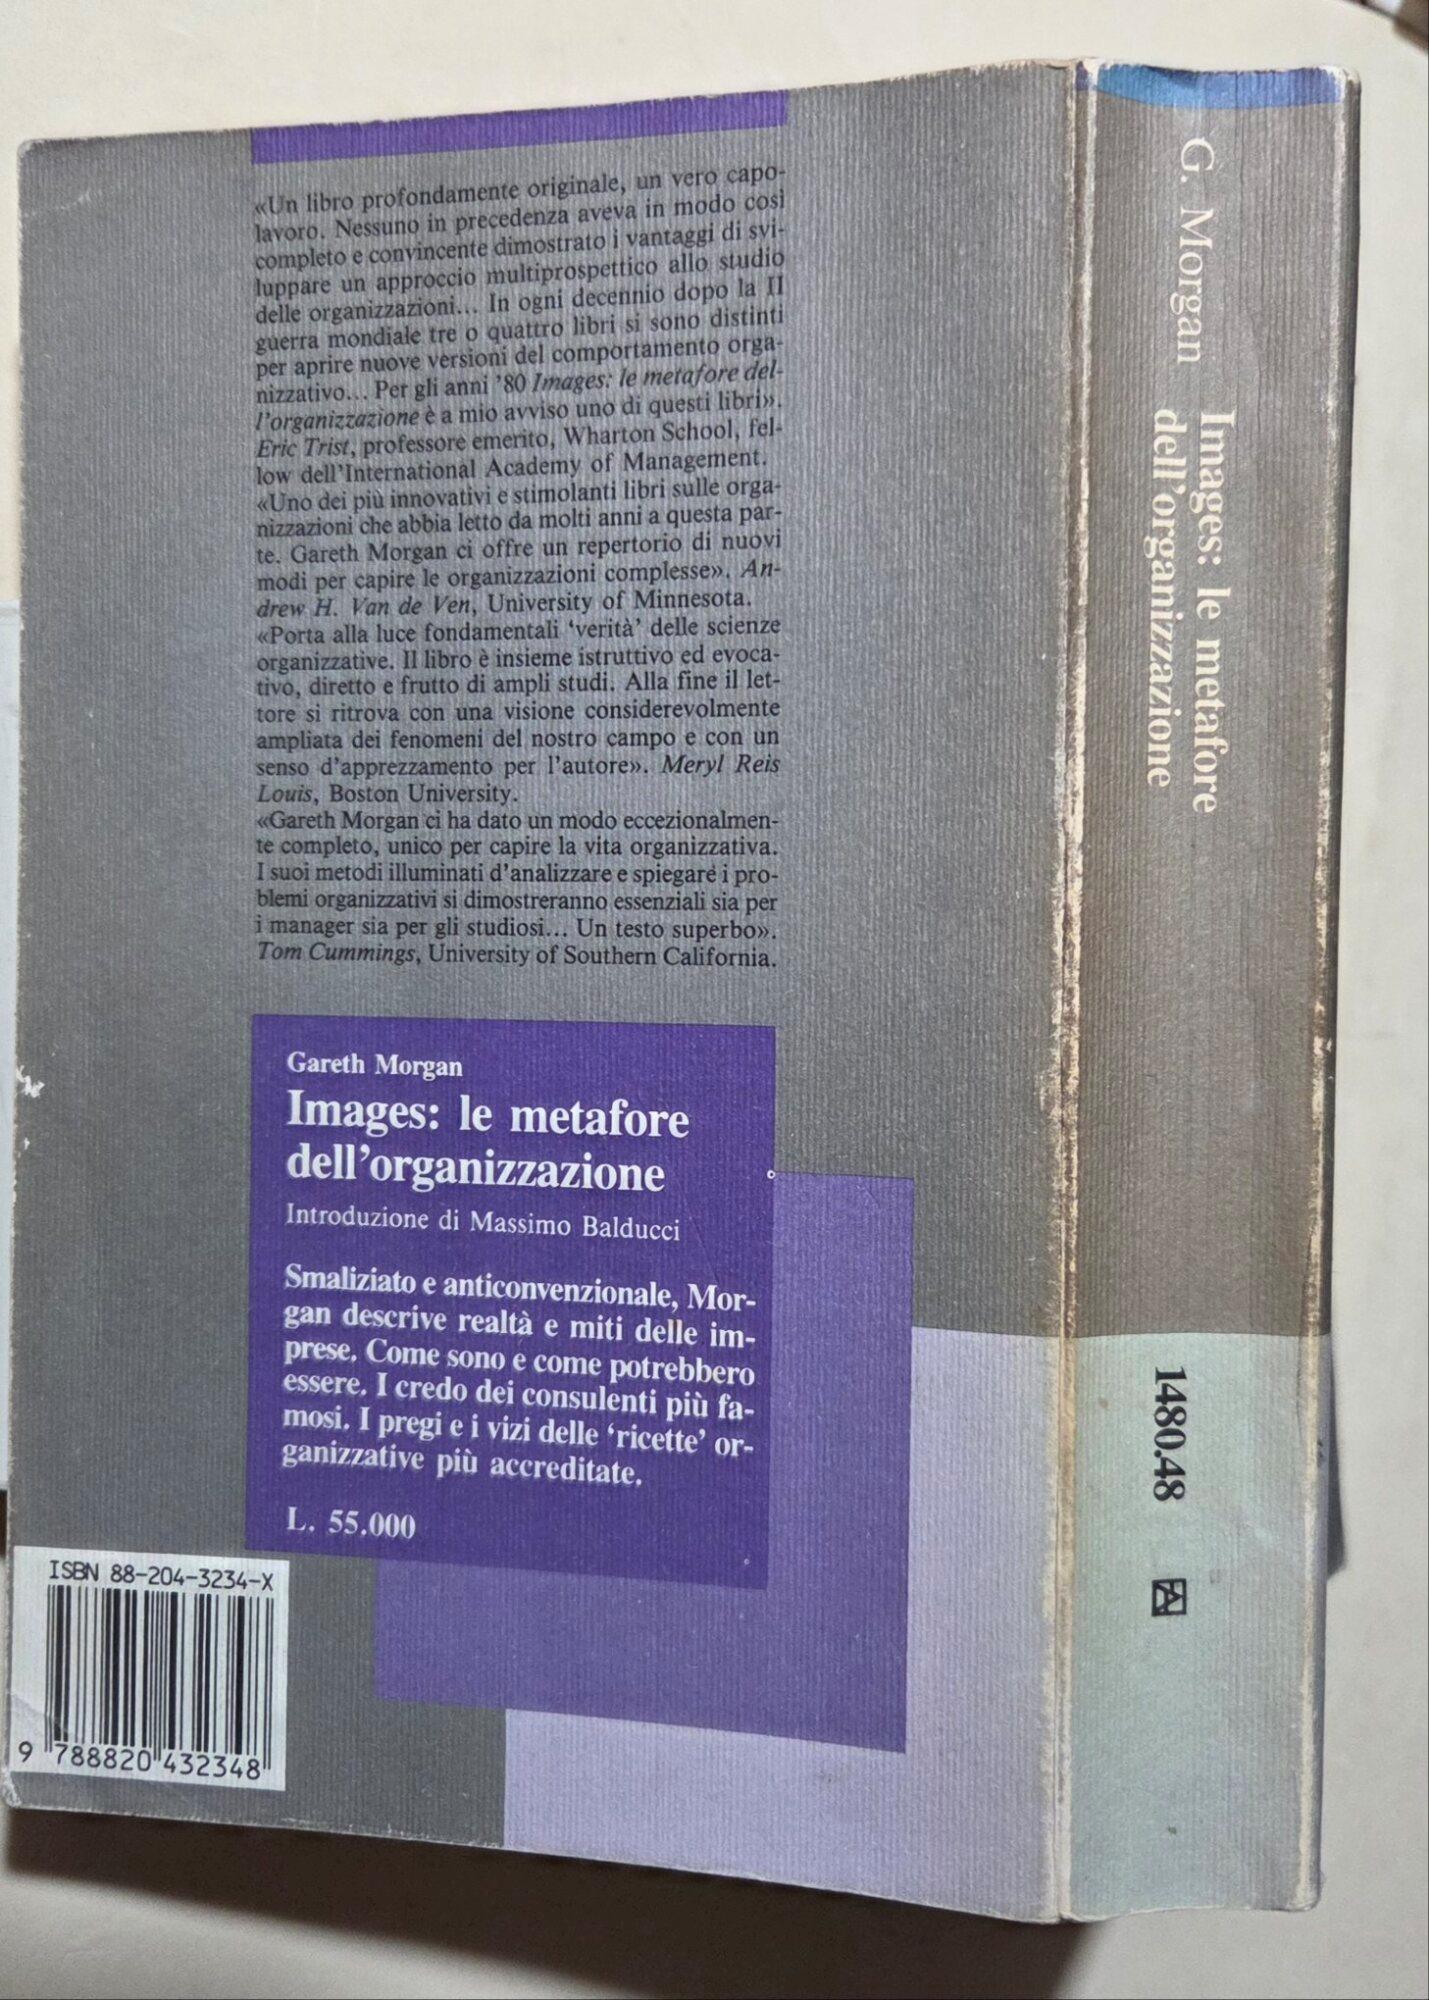 «Un libro profondamente originale, un vero capo-
lavoro. Nessuno in precedenza aveva in modo così
completo e convincente dimostrato i vantaggi di svi-
luppare un approccio multiprospettico allo studio
delle organizzazioni... In ogni decennio dopo la II
guerra mondiale tre o quattro libri si sono distinti
per aprire nuove versioni del comportamento orga-
nizzativo... Per gli anni '80 Images: le metafore del-
l'organizzazione è a mio avviso uno di questi libri».
Eric Trist, professore emerito, Wharton School, fel-
low dell'International Academy of Management.
«Uno dei più innovativi e stimolanti libri sulle orga-
nizzazioni che abbia letto da molti anni a questa par-
te. Gareth Morgan ci offre un repertorio di nuovi
modi per capire le organizzazioni complesse». An-
drew H. Van de Ven, University of Minnesota.
«Porta alla luce fondamentali 'verità' delle scienze
organizzative. Il libro è insieme istruttivo ed evoca-
tivo, diretto e frutto di ampli studi. Alla fine il let-
tore si ritrova con una visione considerevolmente
ampliata dei fenomeni del nostro campo e con un
senso d'apprezzamento per l'autore». Meryl Reis
Louis, Boston University.
«Gareth Morgan ci ha dato un modo eccezionalmen-
te completo, unico per capire la vita organizzativa.
I suoi metodi illuminati d'analizzare e spiegare i pro-
blemi organizzativi si dimostreranno essenziali sia per
i manager sia per gli studiosi... Un testo superbo».
Tom Cummings, University of Southern California.
Gareth Morgan
Images: le metafore
dell'organizzazione
Introduzione di Massimo Balducci
Smaliziato e anticonvenzionale, Mor-
gan descrive realtà e miti delle im-
prese. Come sono e come potrebbero
essere. I credo dei consulenti più fa-
mosi. I pregi e i vizi delle 'ricette' or-
ganizzative più accreditate.
L. 55.000
ISBN 88-204-3234-X
9 788820 432348
G. Morgan
Images: le metafore
dell'organizzazione
1480.48